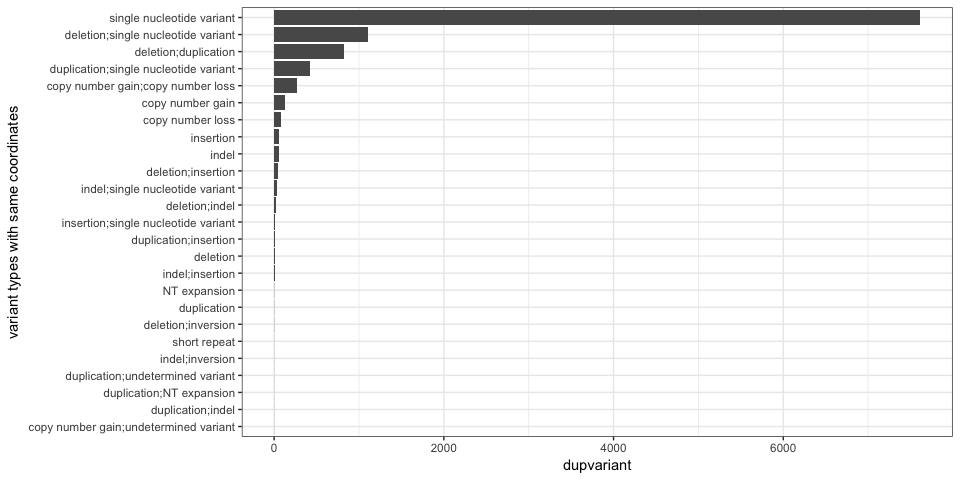 variant types with same coordinates
single nucleotide variant
deletion;single nucleotide variant
deletion;duplication
duplication;single nucleotide variant
copy number gain;copy number loss
copy number gain
copy number loss
insertion
indel
deletion;insertion
indel;single nucleotide variant
deletion;indel
insertion;single nucleotide variant
duplication;insertion
deletion
indel;insertion
NT expansion
duplication
deletion;inversion
short repeat
indel;inversion
duplication;undetermined variant
duplication;NT expansion
duplication;indel
copy number gain;undetermined variant
0 2000 4000 6000
dupvariant